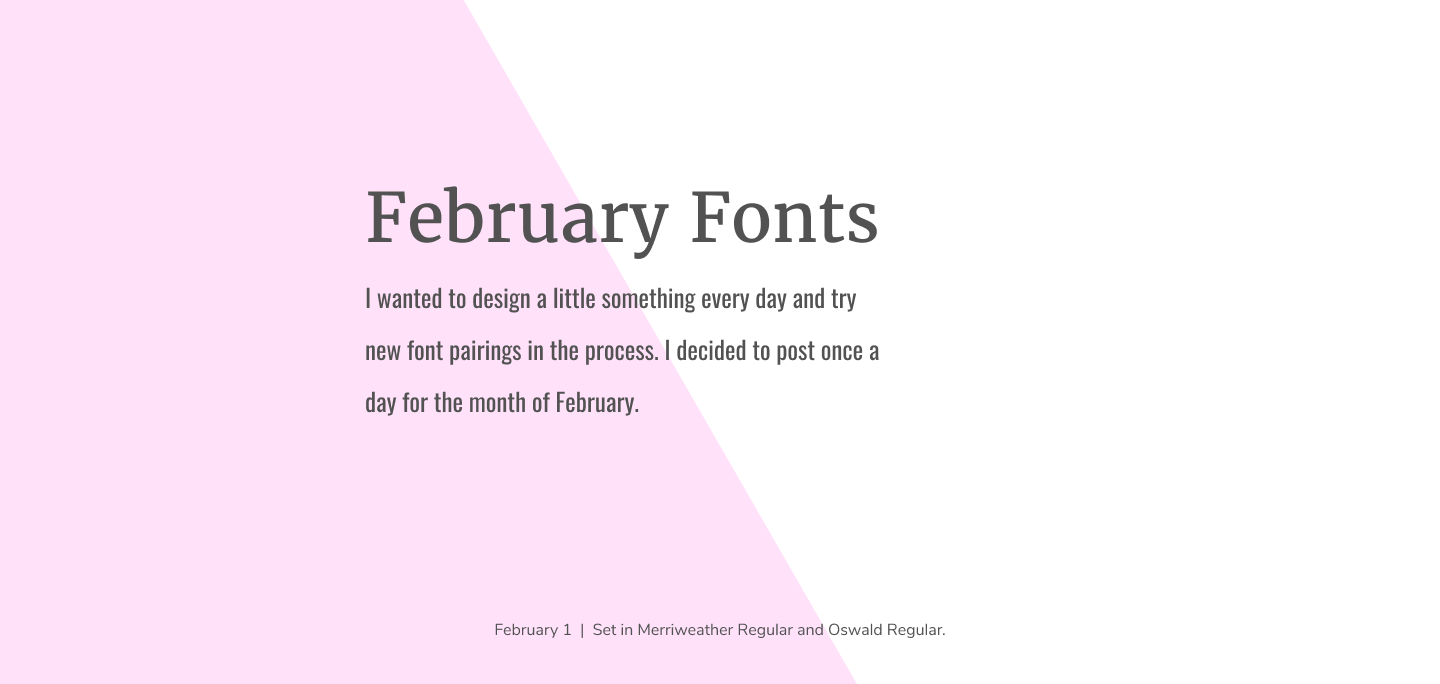 February Fonts
I wanted to design a little something every day and try
new font pairings in the process. I decided to post once a
day for the month of February.
February 1 | Set in Merriweather Regular and Oswald Regular.